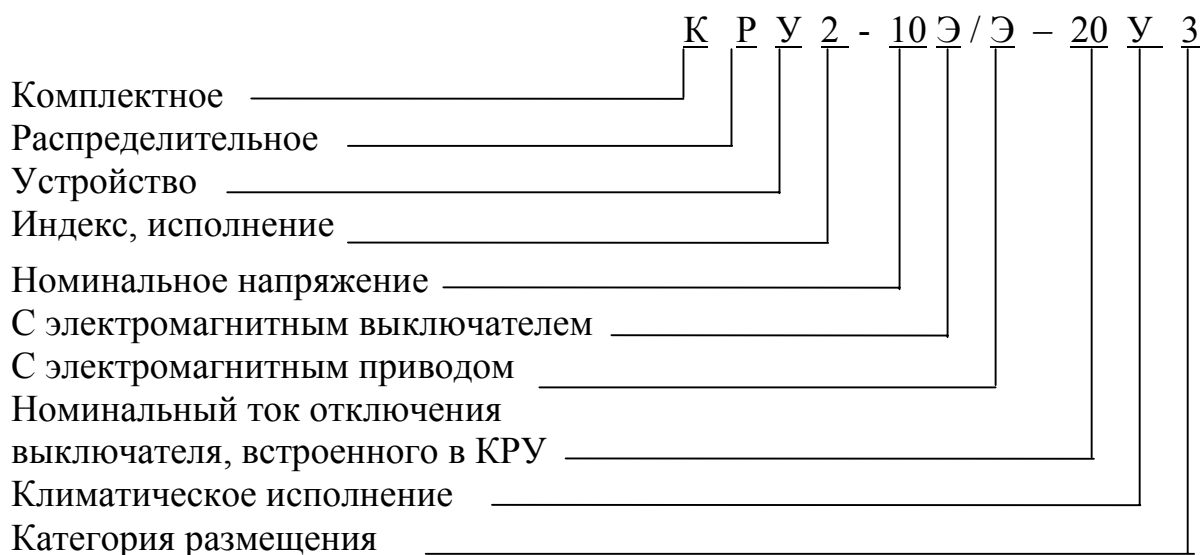 К Р У 2 - 10 Э / Э – 20 У 3
Комплектное
Распределительное
Устройство
Индекс, исполнение
Номинальное напряжение
С электромагнитным выключателем
С электромагнитным приводом
Номинальный ток отключения
выключателя, встроенного в КРУ
Климатическое исполнение
Категория размещения